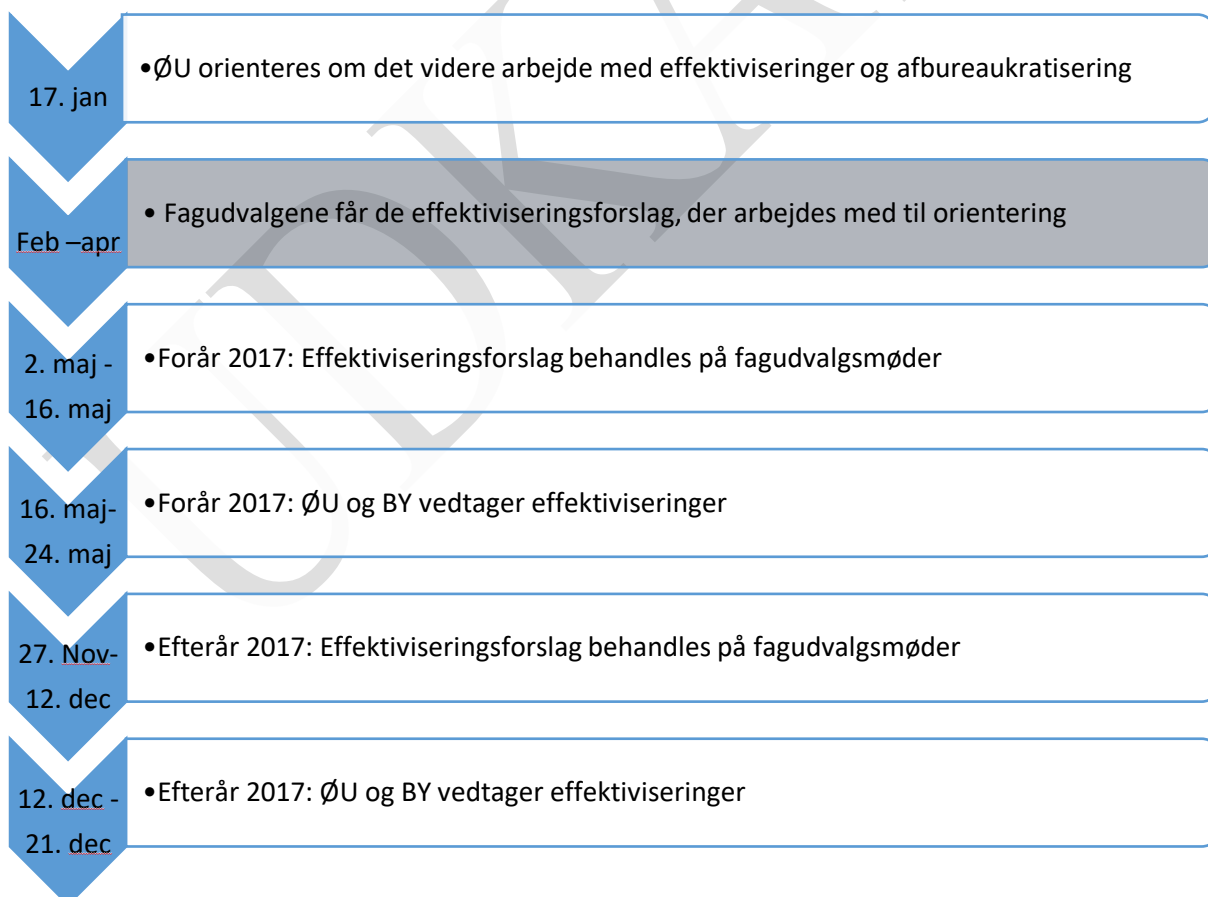 17. jan
•ØU orienteres om det videre arbejde med effektiviseringer og afbureaukratisering
Feb –apr
• Fagudvalgene får de effektiviseringsforslag, der arbejdes med til orientering
2. maj -
16. maj
•Forår 2017: Effektiviseringsforslag behandles på fagudvalgsmøder
16. maj-
24. maj
•Forår 2017: ØU og BY vedtager effektiviseringer
27. Nov-
12. dec
•Efterår 2017: Effektiviseringsforslag behandles på fagudvalgsmøder
12. dec -
21. dec
•Efterår 2017: ØU og BY vedtager effektiviseringer
UDKA